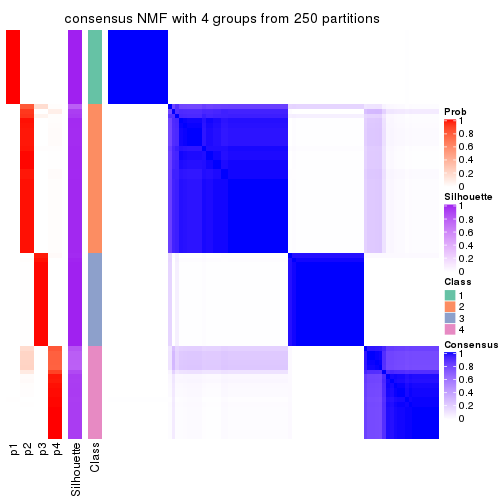 consensus NMF with 4 groups from 250 partitions
Prob
1
0.8
0.6
0.4
0.2
0
Silhouette
1
0.8
0.6
0.4
0.2
0
Class
1
2
3
4
Consensus
1
0.8
0.6
0.4
0.2
0
p1
p2
p3
p4
Silhouette
Class